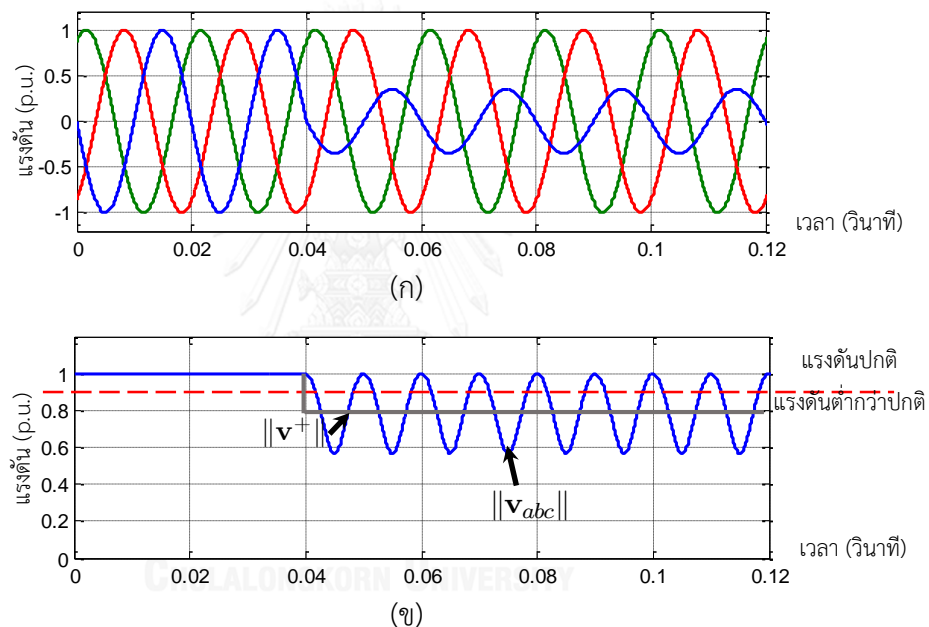 แรงดัน (p.u.)
1
0.5
0
-0.5
-1
0 0.02 0.04 0.06 0.08 0.1 0.12
เวลา (วินาที)
(ก)
แรงดัน (p.u.)
1
0.8
0.6
0.4
0.2
0
แรงดันปกติ
แรงดันต่ำกว่าปกติ
‖v⁺‖
‖v_abc‖
0 0.02 0.04 0.06 0.08 0.1 0.12
เวลา (วินาที)
CHULALONGKORN UNIVERSITY
(ข)